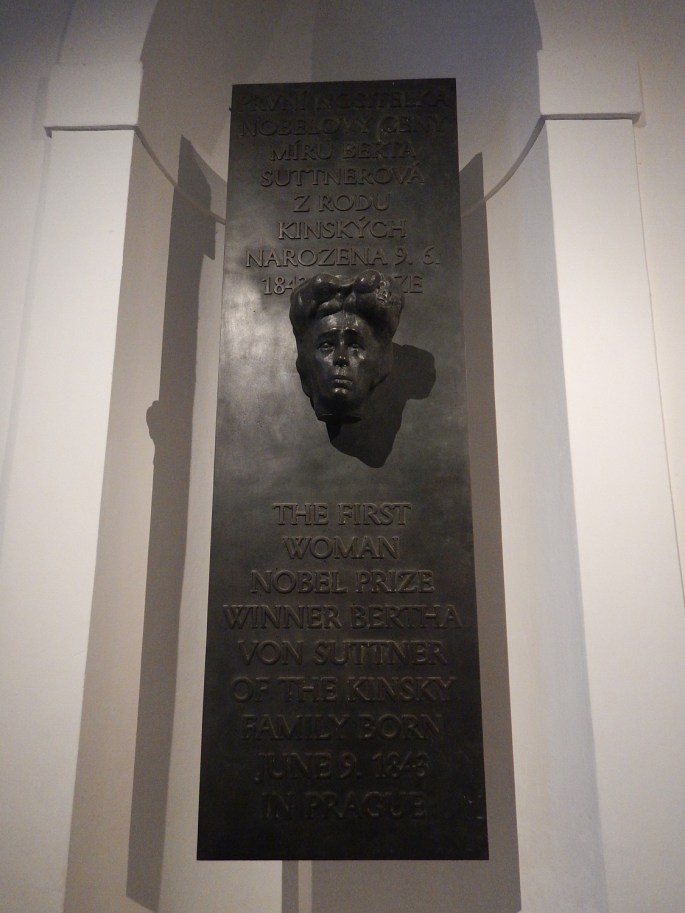 PRVNÍ NOSITELKA
NOBELOVY CENY
MÍRU BERTA
SUTTNEROVÁ
Z RODU
KINSKÝCH
NAROZENA 9. 6.
THE FIRST
WOMAN
NOBEL PRIZE
WINNER BERTHA
VON SUTTNER
OF THE KINSKY
FAMILY BORN
JUNE 9. 1843
IN PRAGUE